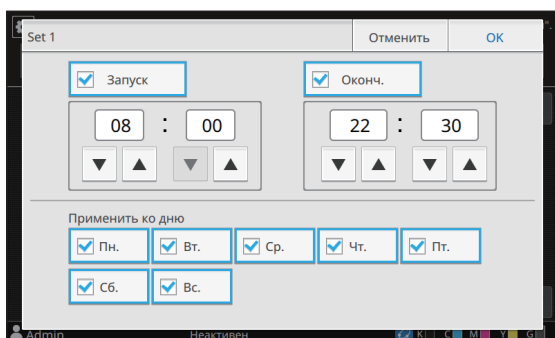 Set 1 Отменить OK
Запуск Оконч.
08 : 00 22 : 30
Применить ко дню
Пн. Вт. Ср. Чт. Пт.
Сб. Вс.
Admin Неактивен K C M Y G